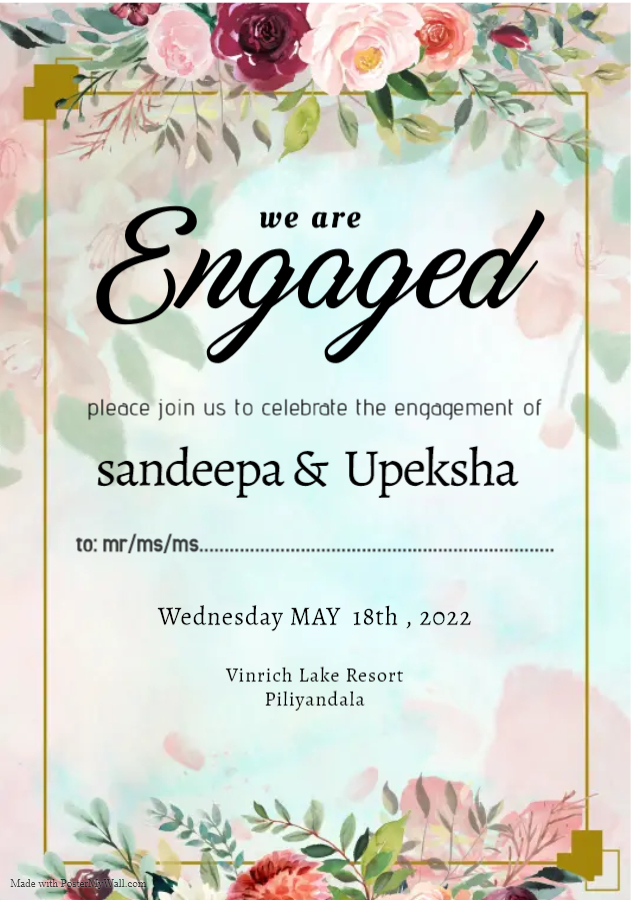 we are
Engaged
pleace join us to celebrate the engagement of
sandeepa & Upeksha
to: mr/ms/ms.......................................................................
Wednesday MAY 18th , 2022
Vinrich Lake Resort
Piliyandala
Made with PosterMyWall.com